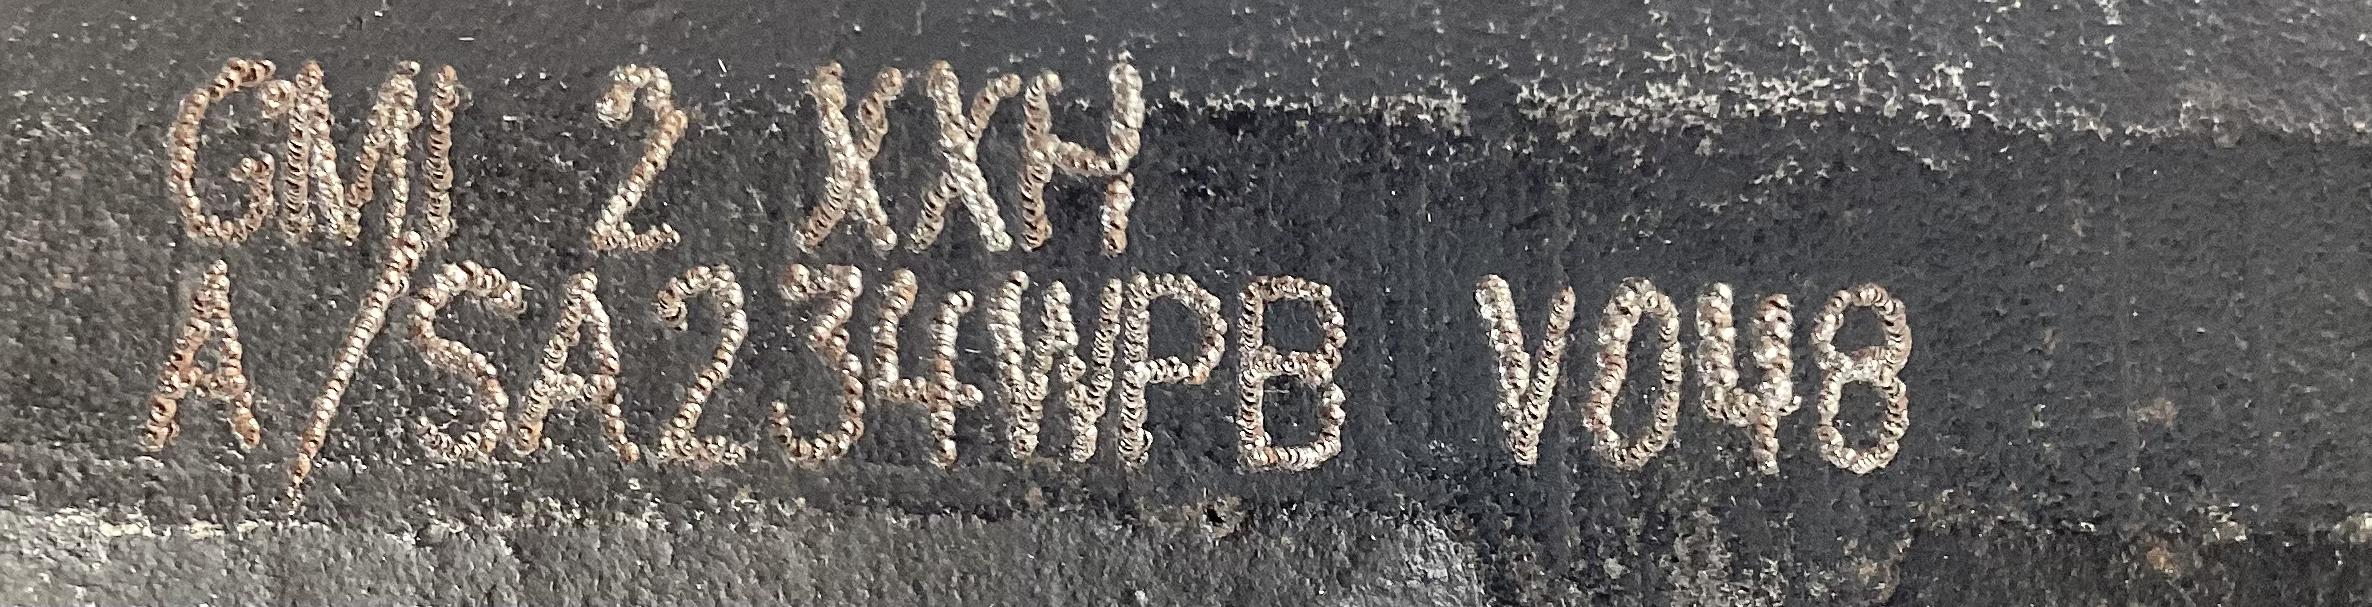 GMI 2 XXH
A/SA234WPB V048